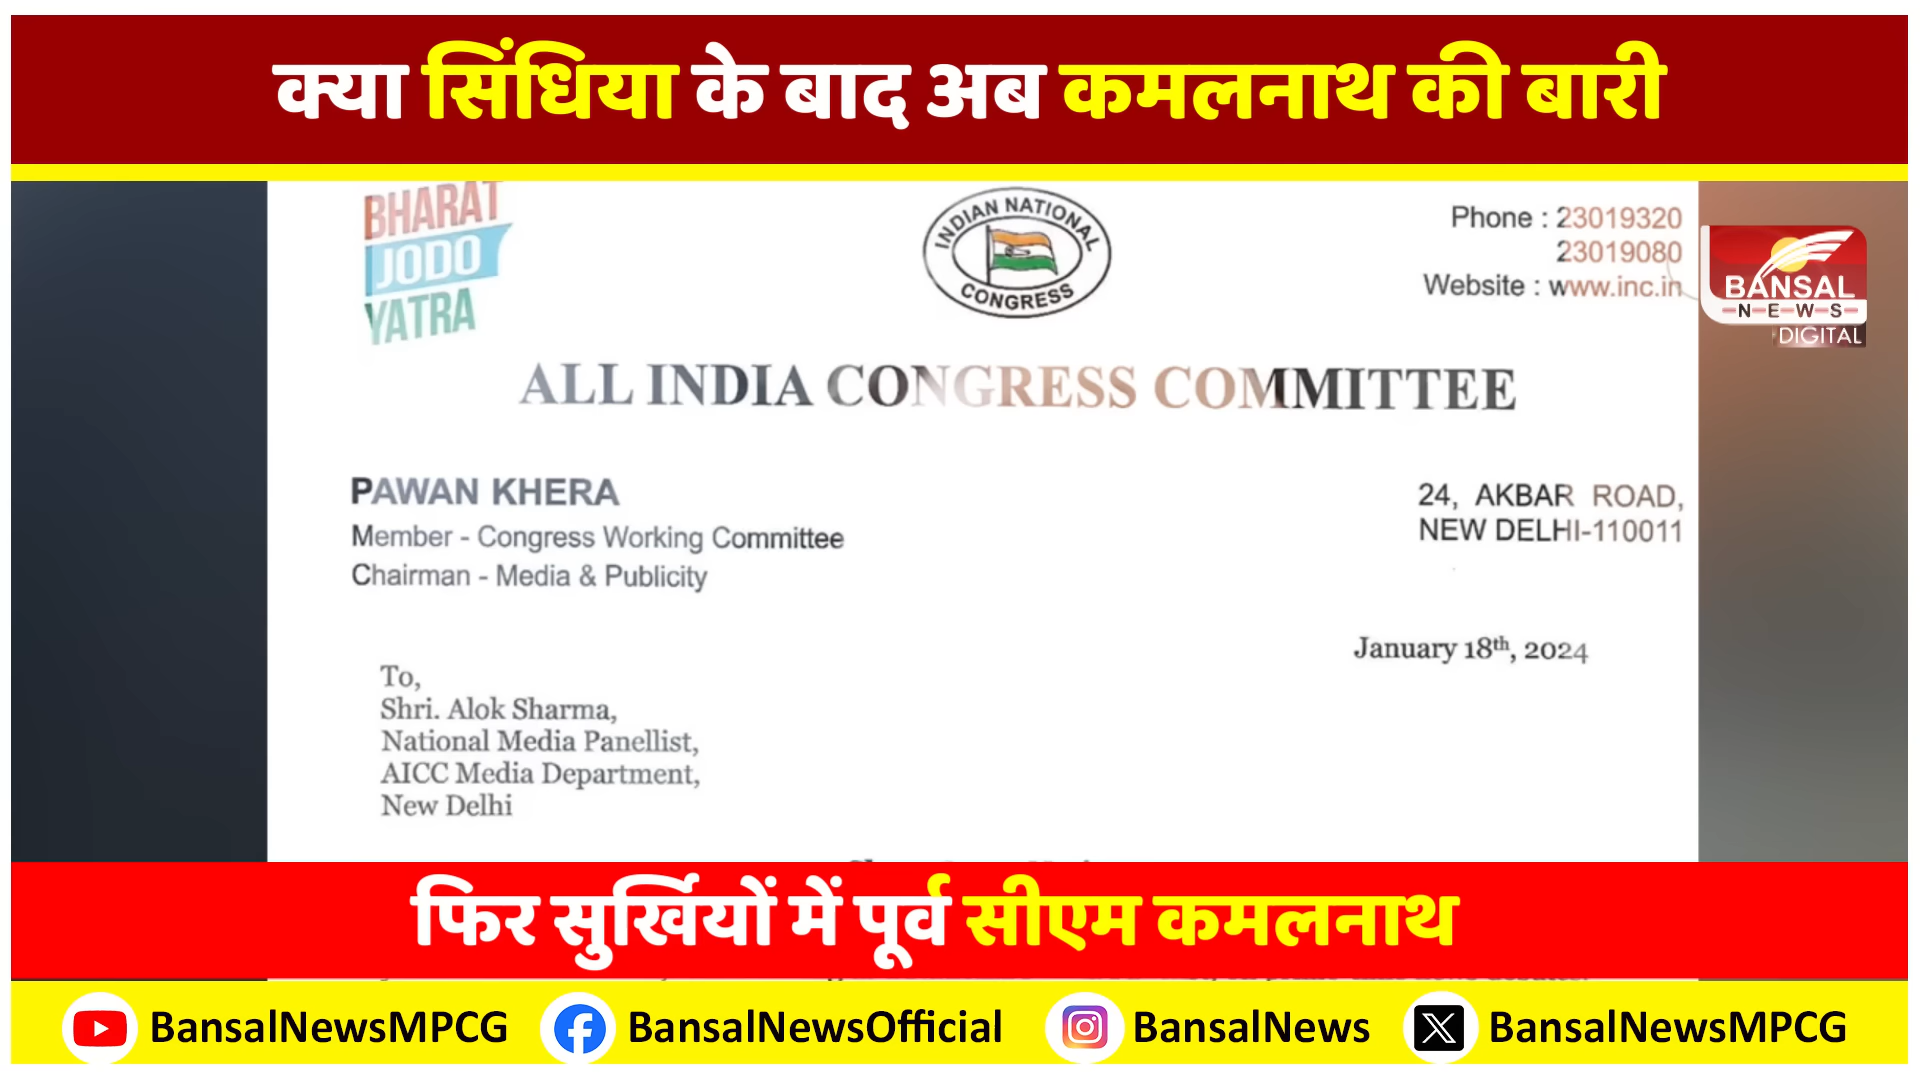 क्या सिंधिया के बाद अब कमलनाथ की बारी
BHARAT
JODO
YATRA
INDIAN NATIONAL
CONGRESS
Phone : 23019320
23019080
Website : www.inc.in
BANSAL
NEWS
DIGITAL
ALL INDIA CONGRESS COMMITTEE
PAWAN KHERA
Member - Congress Working Committee
Chairman - Media & Publicity
24, AKBAR ROAD,
NEW DELHI-110011
January 18th, 2024
To,
Shri. Alok Sharma,
National Media Panellist,
AICC Media Department,
New Delhi
फिर सुर्खियों में पूर्व सीएम कमलनाथ
BansalNewsMPCG
BansalNewsOfficial
BansalNews
BansalNewsMPCG